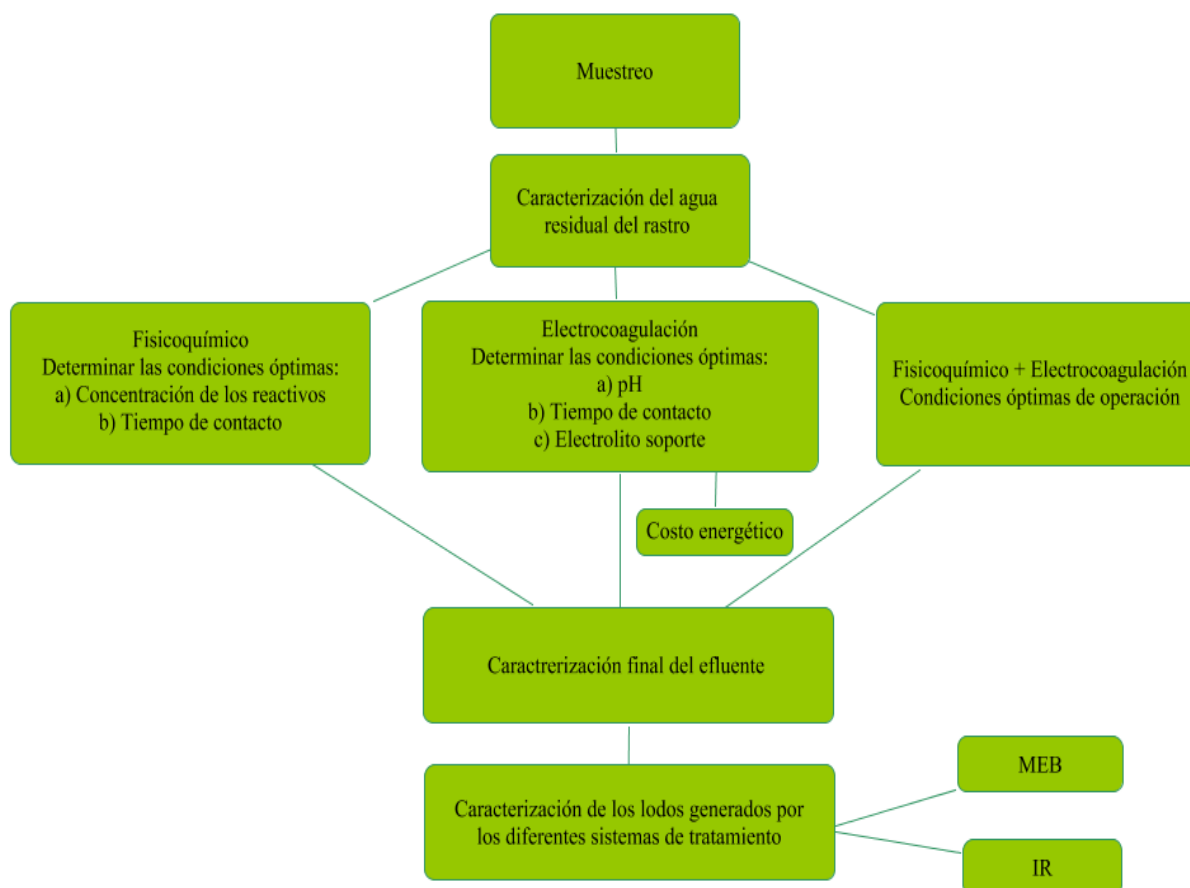 Muestreo
Caracterización del agua
residual del rastro
Fisicoquímico
Determinar las condiciones óptimas:
a) Concentración de los reactivos
b) Tiempo de contacto
Electrocoagulación
Determinar las condiciones óptimas:
a) pH
b) Tiempo de contacto
c) Electrolito soporte
Fisicoquímico + Electrocoagulación
Condiciones óptimas de operación
Costo energético
Caractrerización final del efluente
Caracterización de los lodos generados por
los diferentes sistemas de tratamiento
MEB
IR